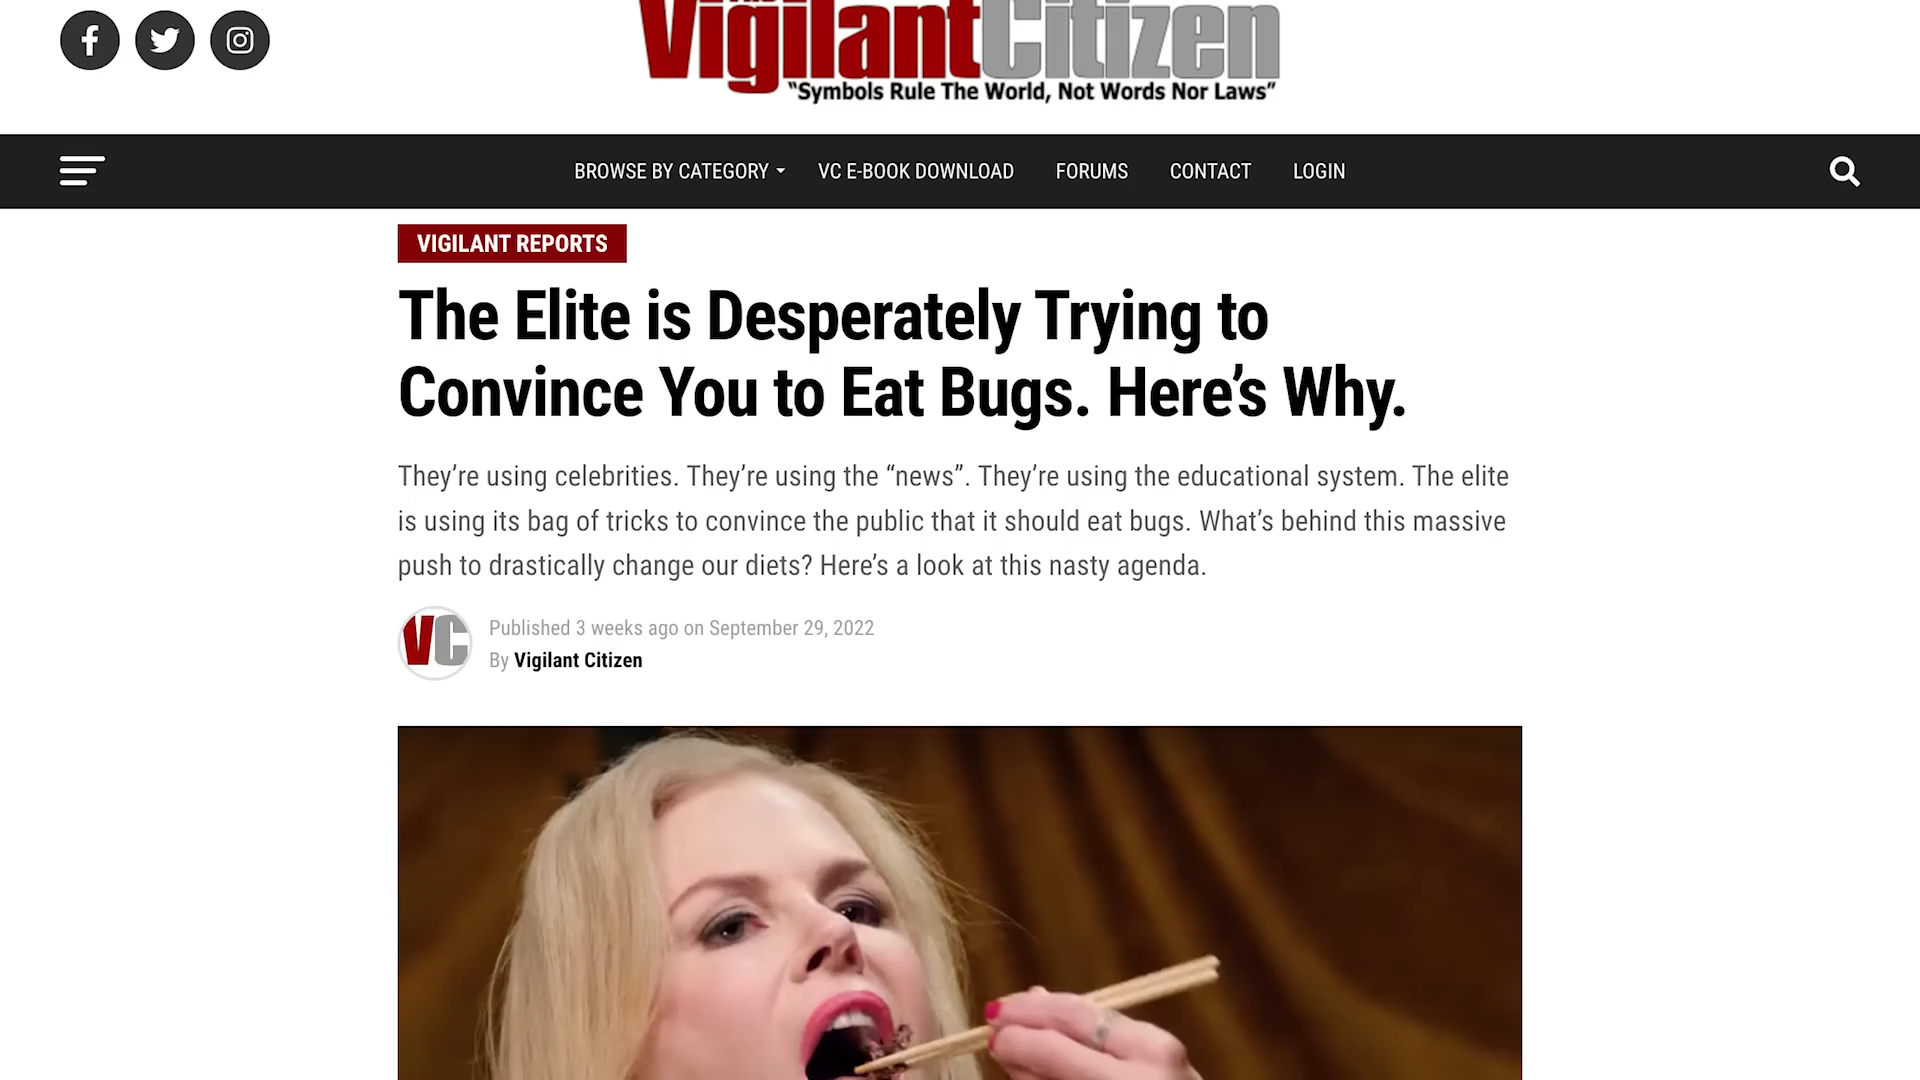 VigilantCitizen
"Symbols Rule The World, Not Words Nor Laws"
BROWSE BY CATEGORY VC E-BOOK DOWNLOAD FORUMS CONTACT LOGIN
VIGILANT REPORTS
The Elite is Desperately Trying to
Convince You to Eat Bugs. Here’s Why.
They’re using celebrities. They’re using the “news”. They’re using the educational system. The elite
is using its bag of tricks to convince the public that it should eat bugs. What’s behind this massive
push to drastically change our diets? Here’s a look at this nasty agenda.
VC
Published 3 weeks ago on September 29, 2022
By Vigilant Citizen